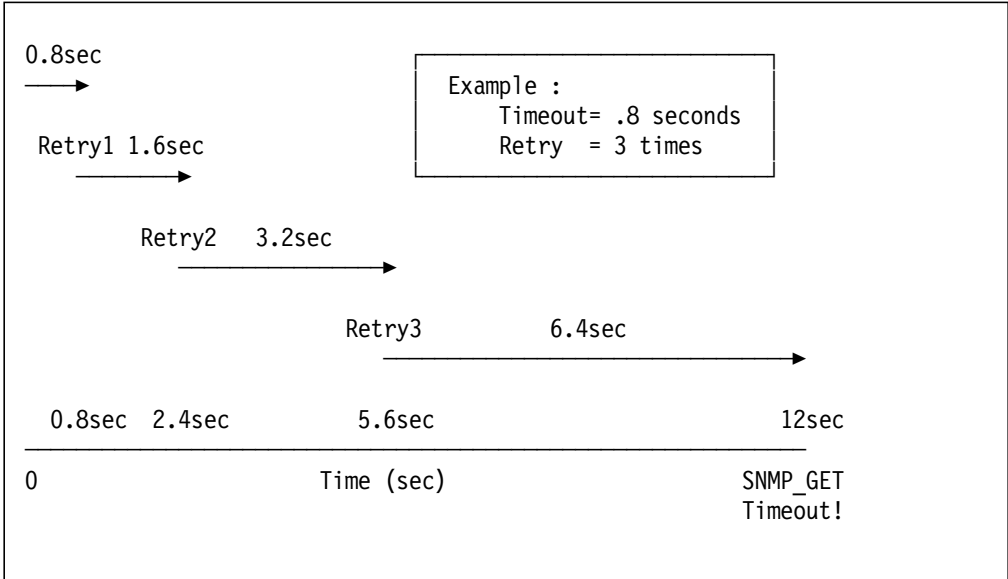 0.8sec
Example :
Timeout= .8 seconds
Retry1 1.6sec
Retry = 3 times
Retry2 3.2sec
Retry3 6.4sec
0.8sec 2.4sec 5.6sec 12sec
0 Time (sec) SNMP_GET
Timeout!